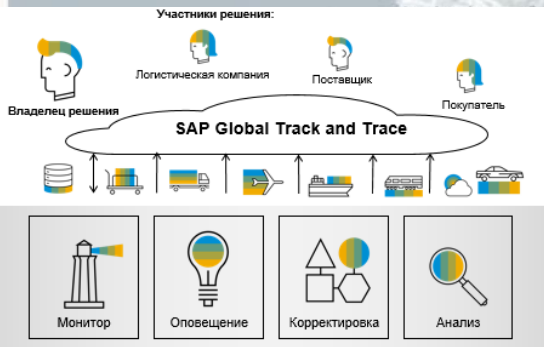 Участники решения:
Логистическая компания
Поставщик
Покупатель
Владелец решения
SAP Global Track and Trace
Монитор
Оповещение
Корректировка
Анализ